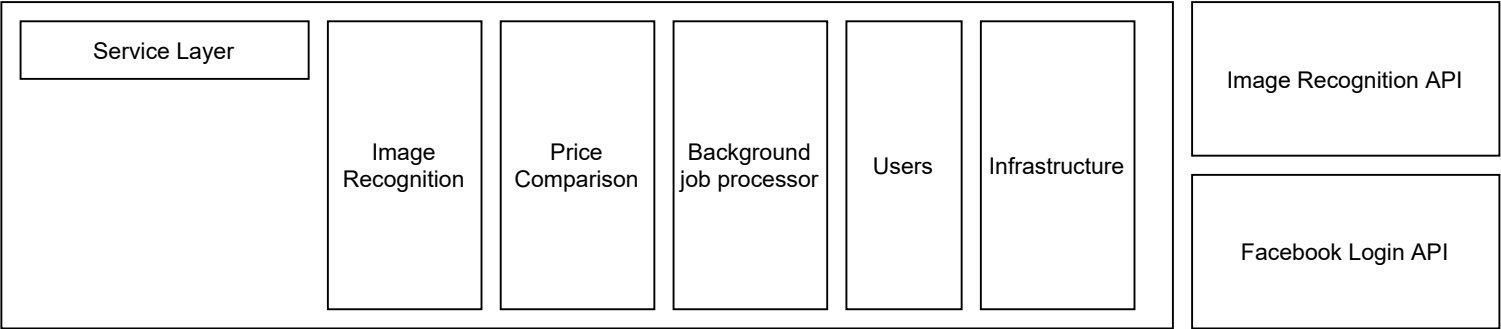 Service Layer
Image
Recognition
Price
Comparison
Background
job processor
Users
Infrastructure
Image Recognition API
Facebook Login API